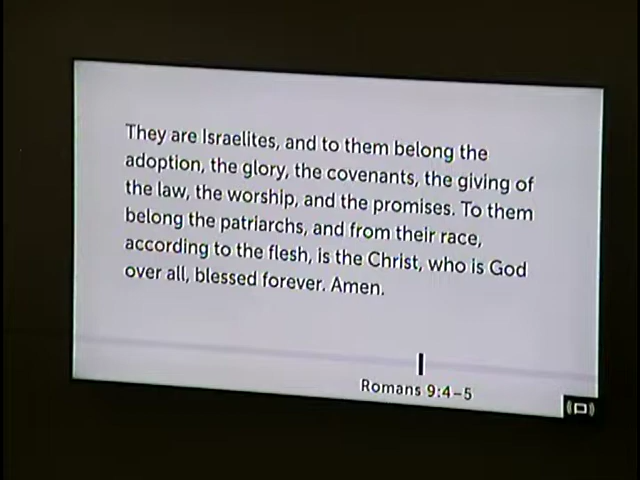 They are Israelites, and to them belong the
adoption, the glory, the covenants, the giving of
the law, the worship, and the promises. To them
belong the patriarchs, and from their race,
according to the flesh, is the Christ, who is God
over all, blessed forever. Amen.
Romans 9:4–5